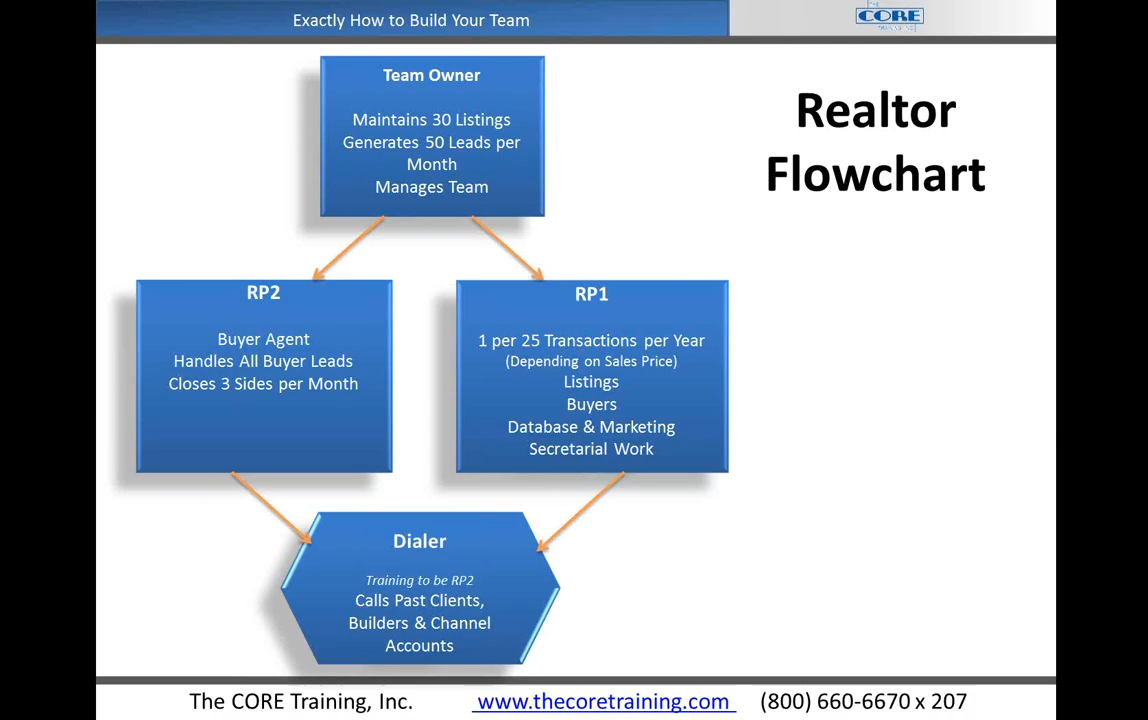 Exactly How to Build Your Team
THE
CORE
TRAINING
Realtor
Flowchart
Team Owner
Maintains 30 Listings
Generates 50 Leads per
Month
Manages Team
RP2
Buyer Agent
Handles All Buyer Leads
Closes 3 Sides per Month
RP1
1 per 25 Transactions per Year
(Depending on Sales Price)
Listings
Buyers
Database & Marketing
Secretarial Work
Dialer
Training to be RP2
Calls Past Clients,
Builders & Channel
Accounts
The CORE Training, Inc. www.thecoretraining.com (800) 660-6670 x 207